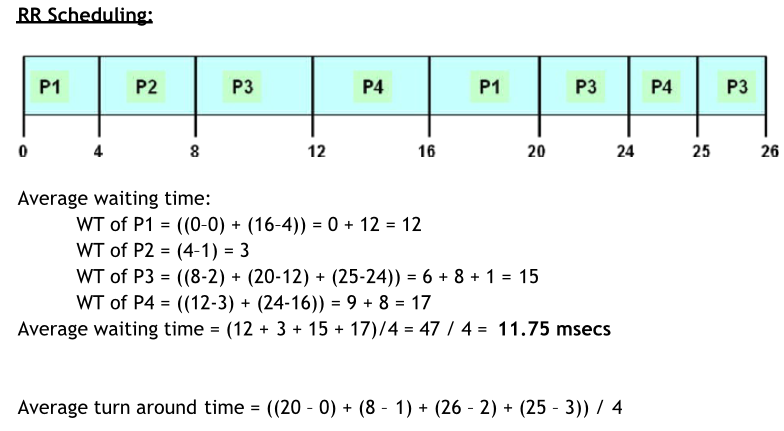 RR Scheduling:
P1 P2 P3 P4 P1 P3 P4 P3
0 4 8 12 16 20 24 25 26
Average waiting time:
WT of P1 = ((0-0) + (16-4)) = 0 + 12 = 12
WT of P2 = (4-1) = 3
WT of P3 = ((8-2) + (20-12) + (25-24)) = 6 + 8 + 1 = 15
WT of P4 = ((12-3) + (24-16)) = 9 + 8 = 17
Average waiting time = (12 + 3 + 15 + 17)/4 = 47 / 4 = 11.75 msecs
Average turn around time = ((20 - 0) + (8 - 1) + (26 - 2) + (25 - 3)) / 4